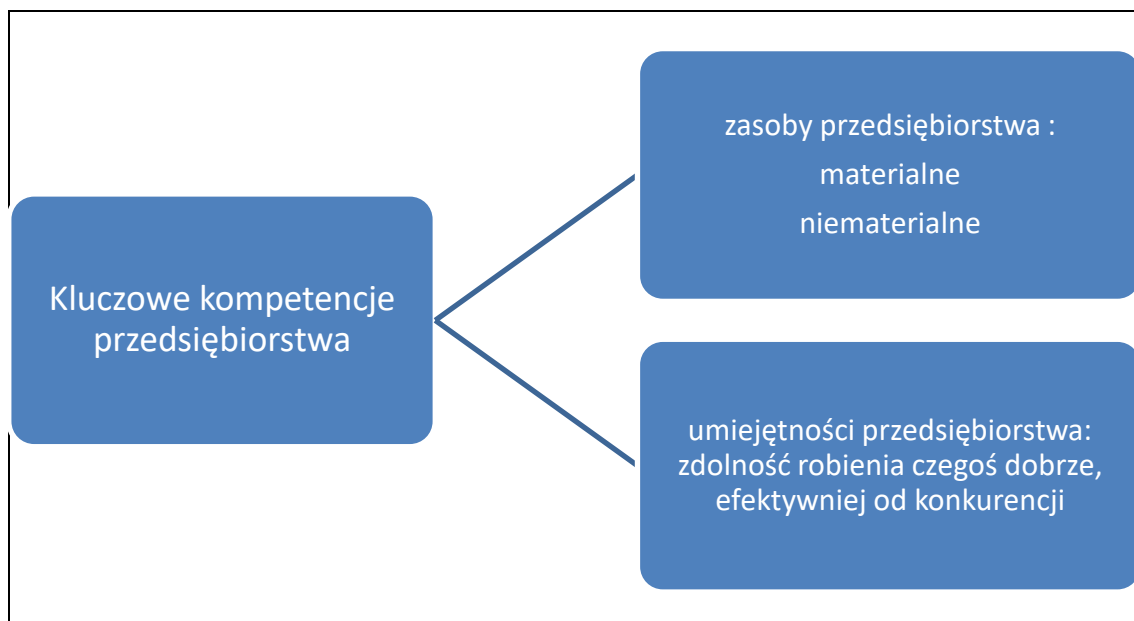 Kluczowe kompetencje
przedsiębiorstwa
zasoby przedsiębiorstwa :
materialne
niematerialne
umiejętności przedsiębiorstwa:
zdolność robienia czegoś dobrze,
efektywniej od konkurencji